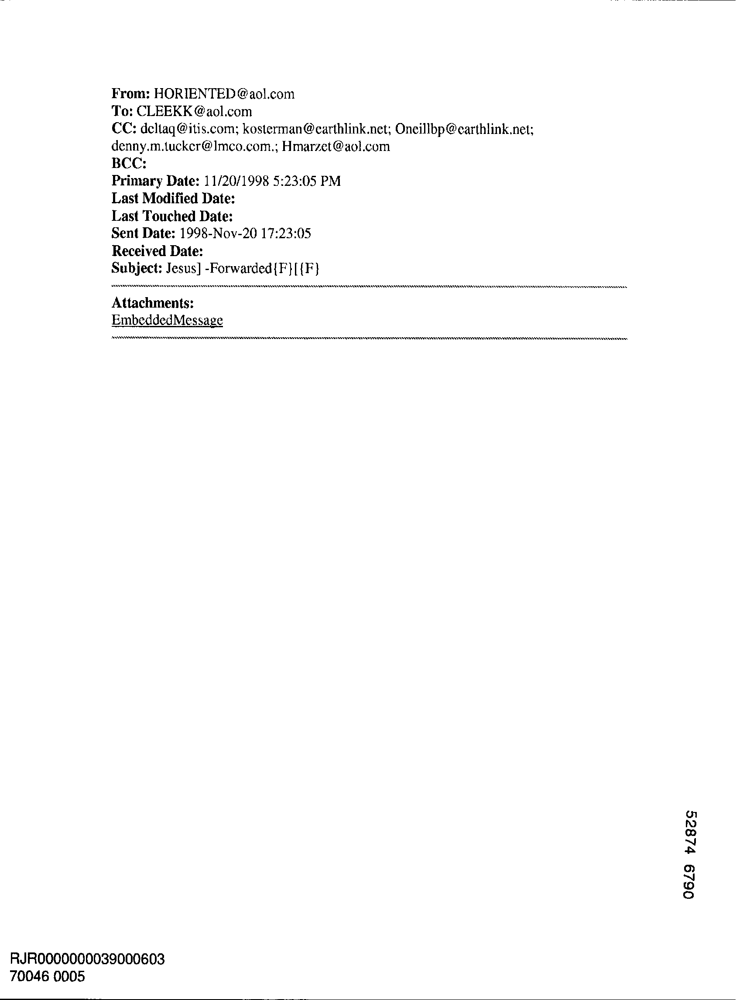 From: HORIENTED@aol.com
To: CLEEKK@aol.com
CC: deltaq@itis.com; kosterman@earthlink.net; Oneillbp@earthlink.net;
denny.m.tucker@lmco.com.; Hmarzet@aol.com
BCC:
Primary Date: 11/20/1998 5:23:05 PM
Last Modified Date:
Last Touched Date:
Sent Date: 1998-Nov-20 17:23:05
Received Date:
Subject: Jesus] -Forwarded{F}[{F}
Attachments:
EmbeddedMessage
52874 6790
RJR0000000039000603
70046 0005